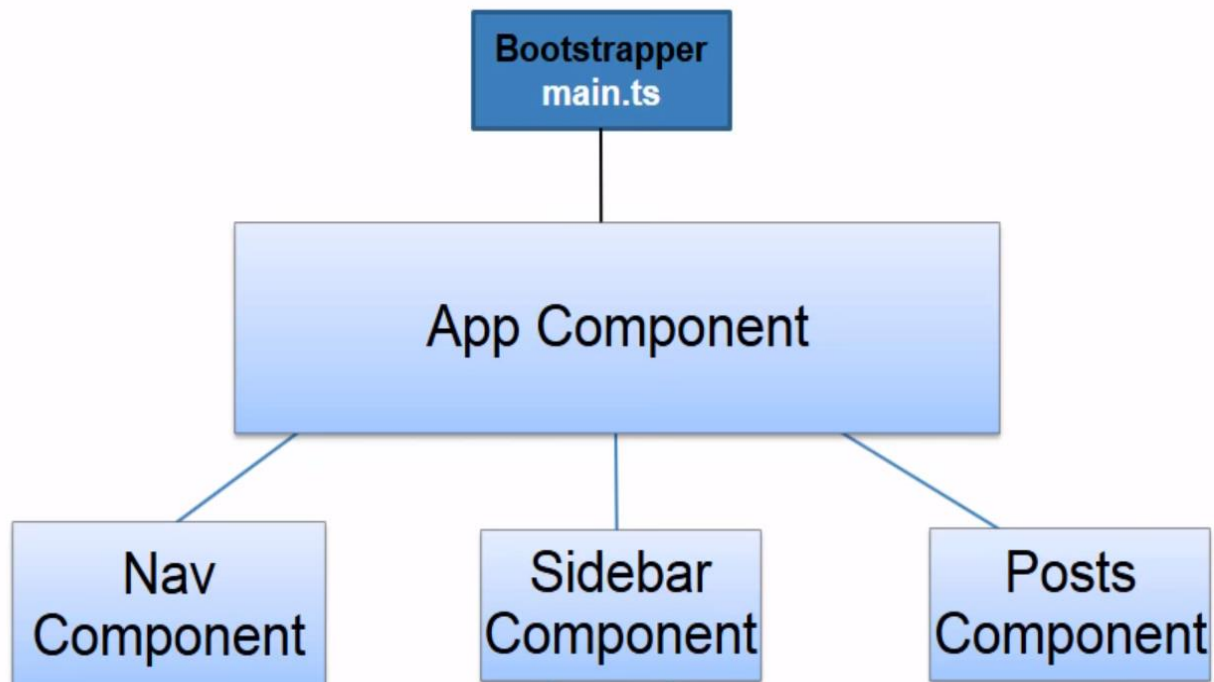 Bootstrapper
main.ts
App Component
Nav
Component
Sidebar
Component
Posts
Component